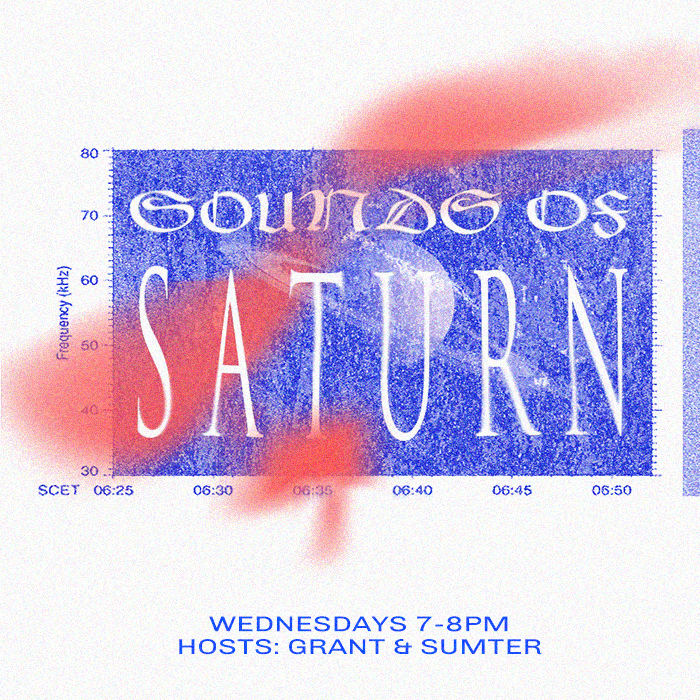 80
SOUNDS OF
70
60
SATURN
Frequency (kHz)
50
40
30
SCET 06:25 06:30 06:35 06:40 06:45 06:50
WEDNESDAYS 7-8PM
HOSTS: GRANT & SUMTER